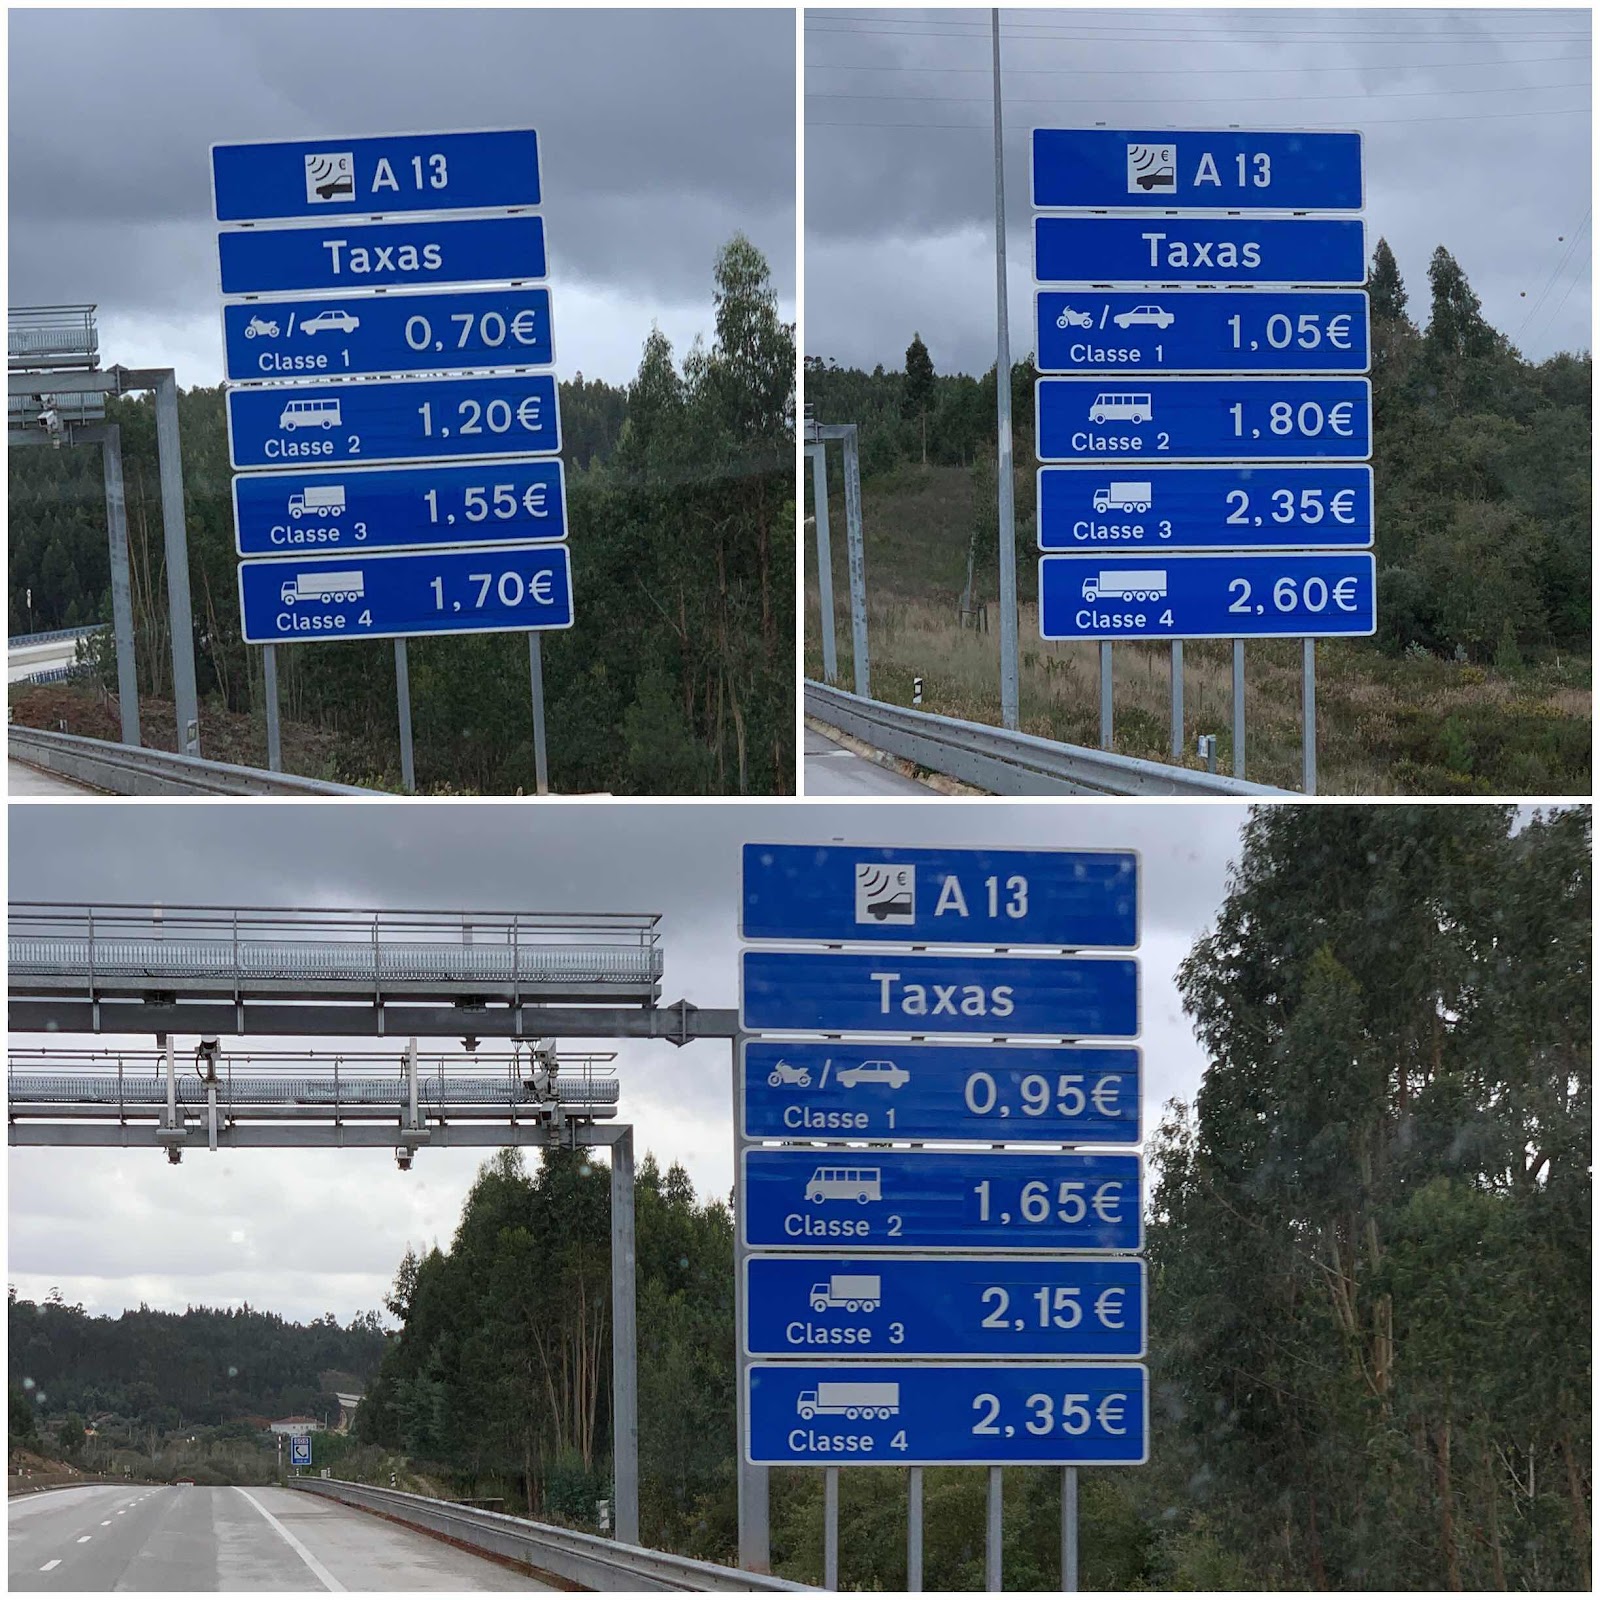 € A 13
Taxas
/ 0,70€
Classe 1
1,20€
Classe 2
1,55€
Classe 3
1,70€
Classe 4
€ A 13
Taxas
/ 1,05€
Classe 1
1,80€
Classe 2
2,35€
Classe 3
2,60€
Classe 4
€ A 13
Taxas
/ 0,95€
Classe 1
1,65€
Classe 2
2,15€
Classe 3
2,35€
Classe 4
SOS